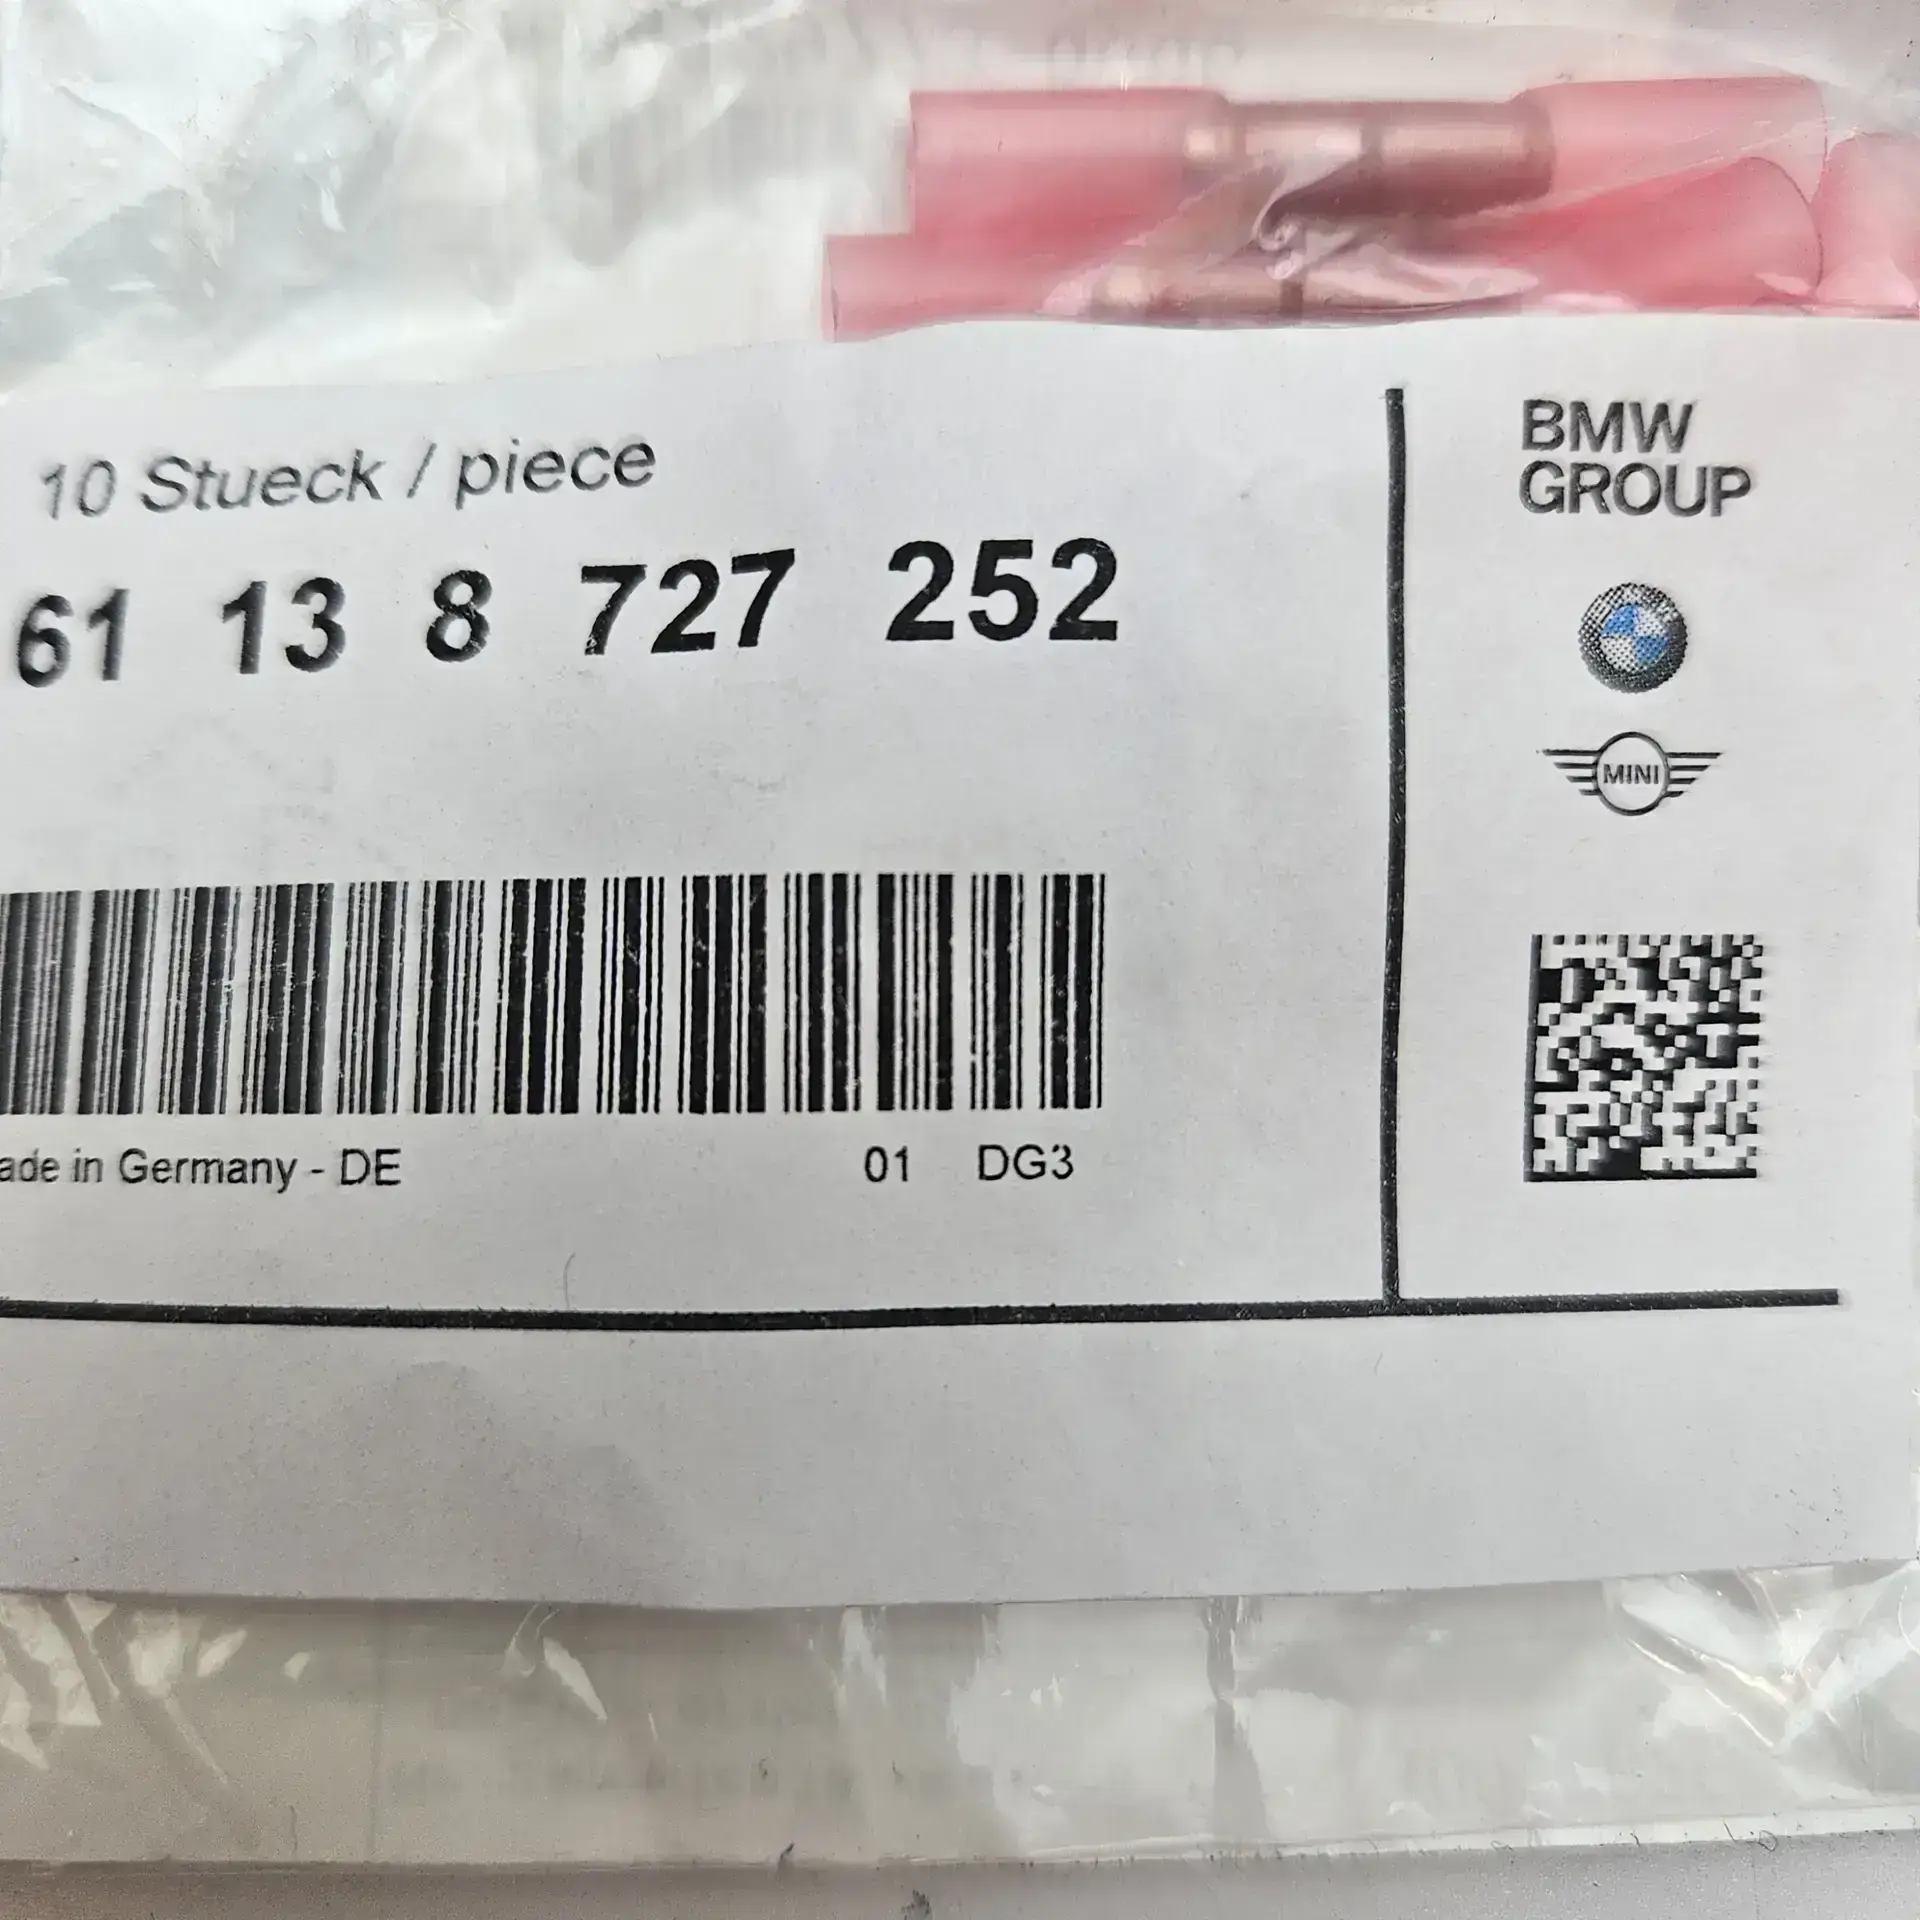 10 Stueck / piece
61 13 8 727 252
ade in Germany - DE
01 DG3
BMW
GROUP
MINI